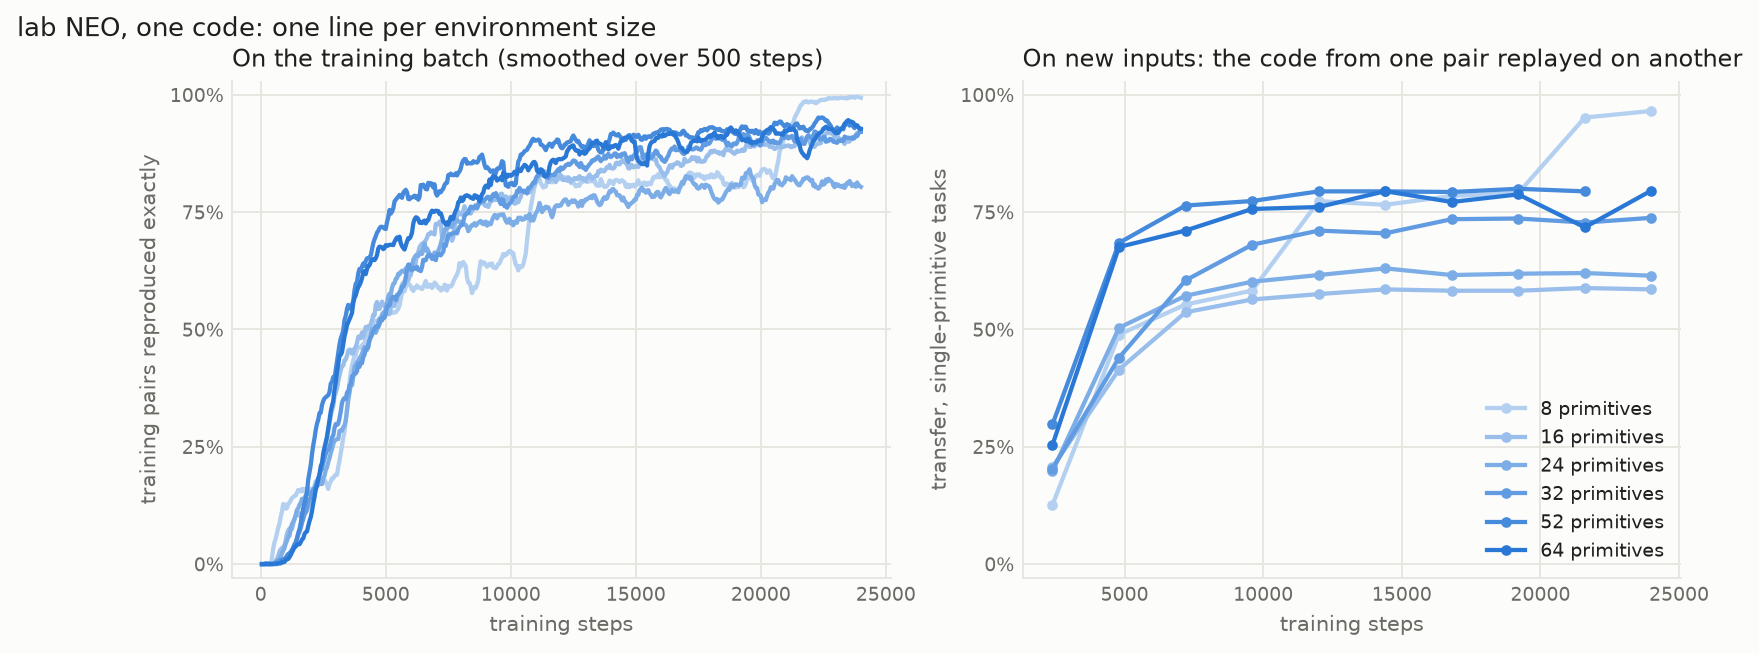 lab NEO, one code: one line per environment size
On the training batch (smoothed over 500 steps)
training pairs reproduced exactly
100%
75%
50%
25%
0%
0
5000
10000
15000
20000
25000
training steps
On new inputs: the code from one pair replayed on another
transfer, single-primitive tasks
100%
75%
50%
25%
0%
8 primitives
16 primitives
24 primitives
32 primitives
52 primitives
64 primitives
5000
10000
15000
20000
25000
training steps